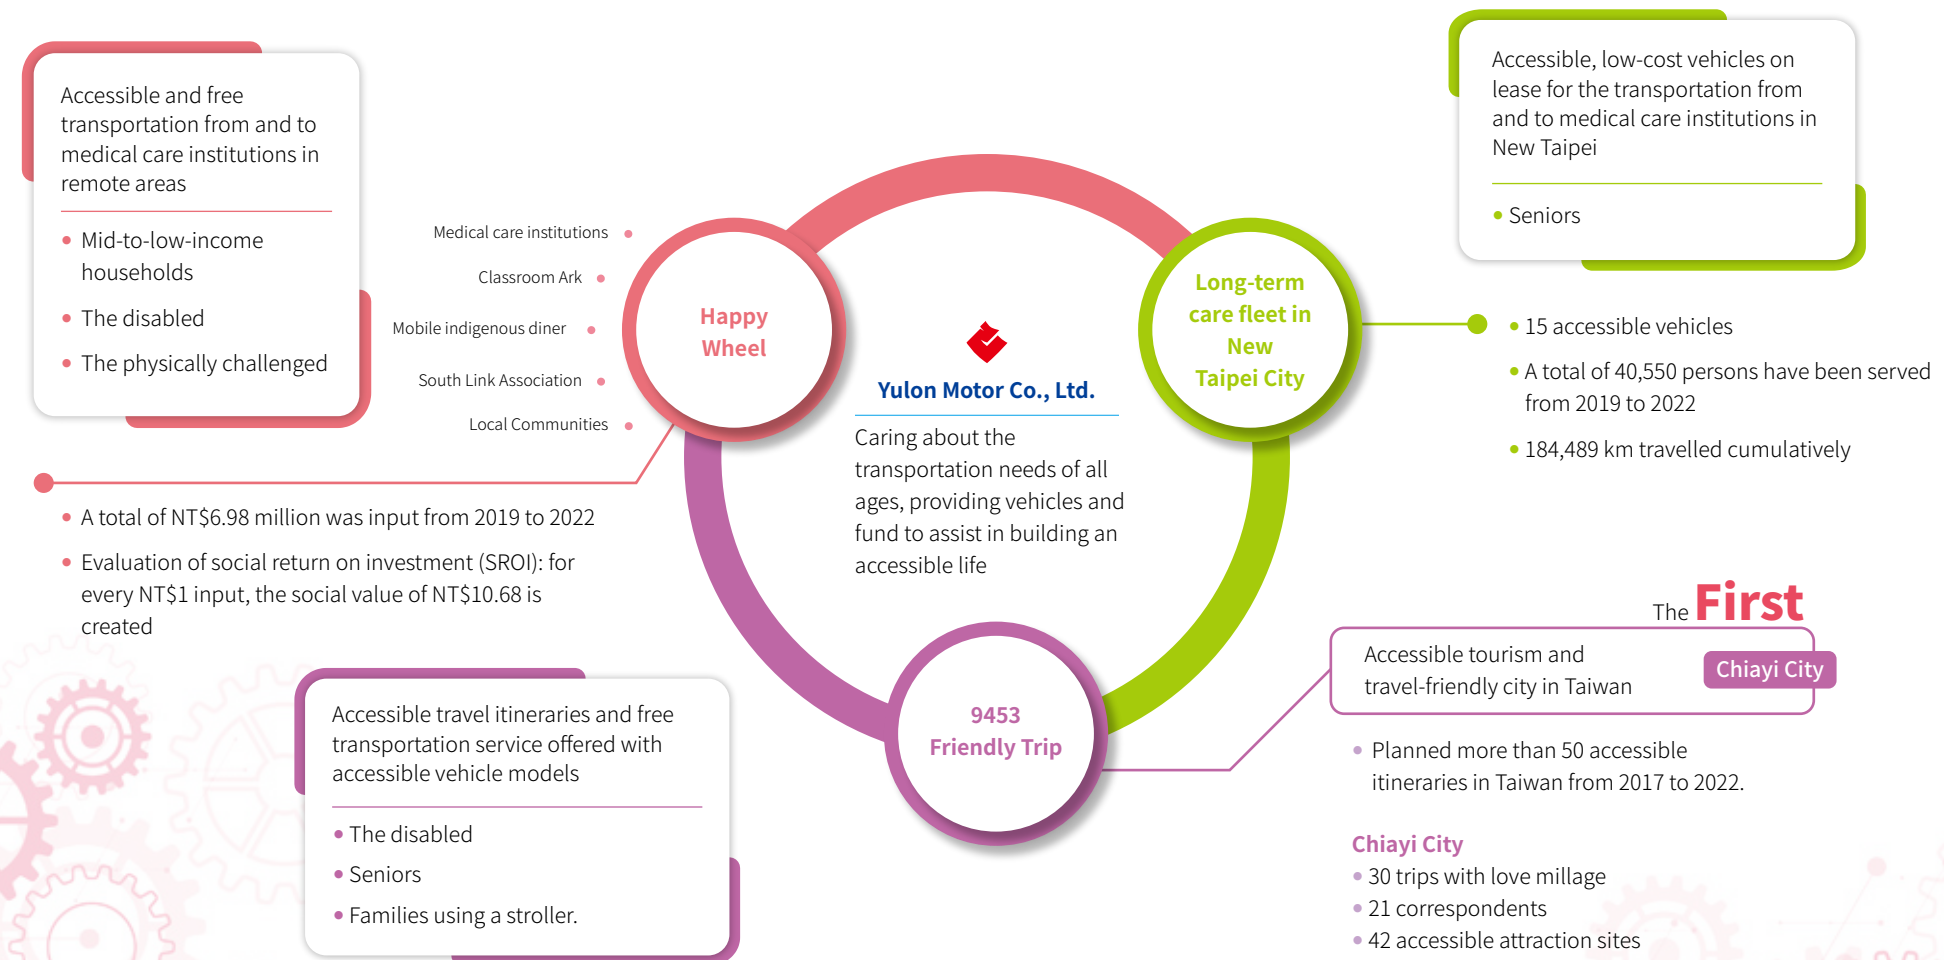 Accessible and free
transportation from and to
medical care institutions in
remote areas
• Mid-to-low-income
households
• The disabled
• The physically challenged
Medical care institutions
Classroom Ark
Mobile indigenous diner
South Link Association
Local Communities
Happy
Wheel
• A total of NT$6.98 million was input from 2019 to 2022
• Evaluation of social return on investment (SROI): for
every NT$1 input, the social value of NT$10.68 is
created
Yulon Motor Co., Ltd.
Caring about the
transportation needs of all
ages, providing vehicles and
fund to assist in building an
accessible life
Long-term
care fleet in
New
Taipei City
Accessible, low-cost vehicles on
lease for the transportation from
and to medical care institutions in
New Taipei
• Seniors
• 15 accessible vehicles
• A total of 40,550 persons have been served
from 2019 to 2022
• 184,489 km travelled cumulatively
9453
Friendly Trip
Accessible travel itineraries and free
transportation service offered with
accessible vehicle models
• The disabled
• Seniors
• Families using a stroller.
The First
Accessible tourism and
travel-friendly city in Taiwan
Chiayi City
• Planned more than 50 accessible
itineraries in Taiwan from 2017 to 2022.
Chiayi City
• 30 trips with love millage
• 21 correspondents
• 42 accessible attraction sites